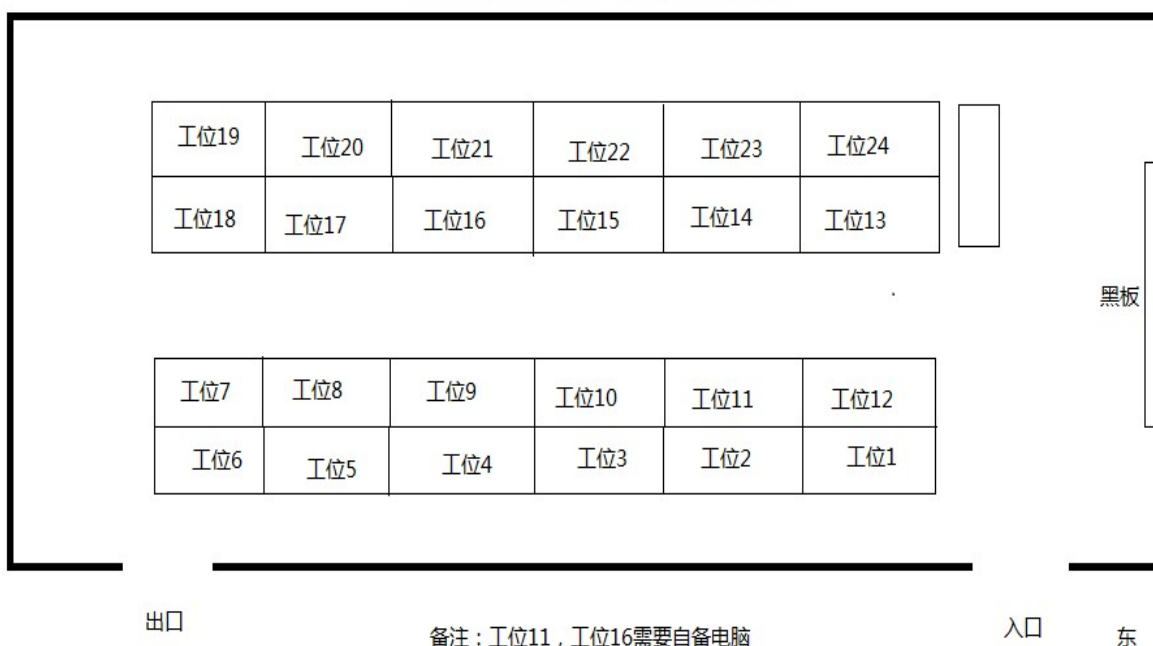 工位19 工位20 工位21 工位22 工位23 工位24
工位18 工位17 工位16 工位15 工位14 工位13
黑板
工位7 工位8 工位9 工位10 工位11 工位12
工位6 工位5 工位4 工位3 工位2 工位1
出口 入口 东
备注：工位11，工位16需要自备电脑